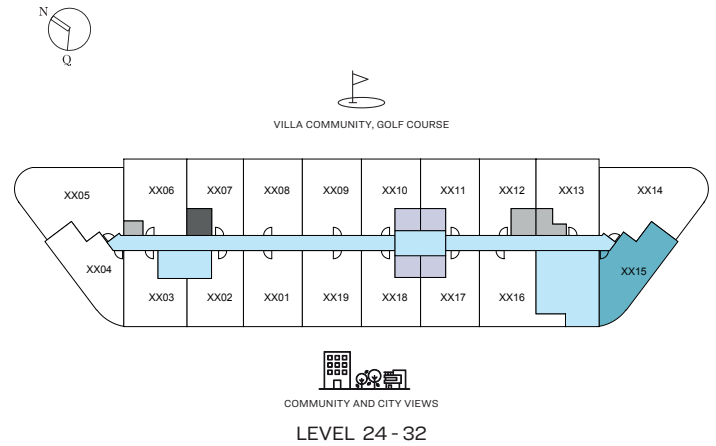 N
Q
VILLA COMMUNITY, GOLF COURSE
XX05 XX06 XX07 XX08 XX09 XX10 XX11 XX12 XX13 XX14
XX04 XX15
XX03 XX02 XX01 XX19 XX18 XX17 XX16
COMMUNITY AND CITY VIEWS
LEVEL 24 - 32